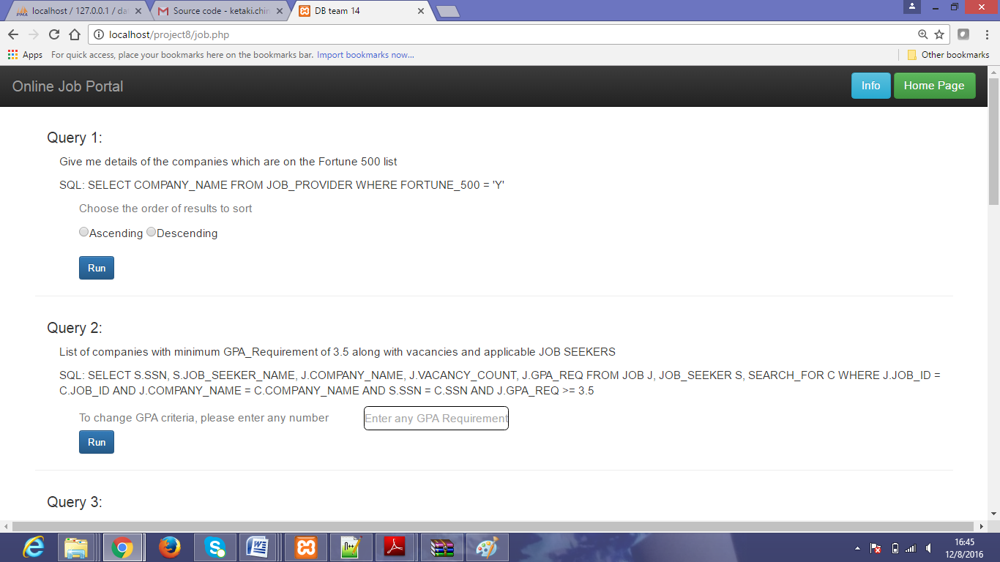 localhost / 127.0.0.1 / da
Source code - ketaki.chin
DB team 14
localhost/project8/job.php
Apps
For quick access, place your bookmarks here on the bookmarks bar. Import bookmarks now...
Other bookmarks
Online Job Portal
Info
Home Page
Query 1:
Give me details of the companies which are on the Fortune 500 list
SQL: SELECT COMPANY_NAME FROM JOB_PROVIDER WHERE FORTUNE_500 = 'Y'
Choose the order of results to sort
Ascending Descending
Run
Query 2:
List of companies with minimum GPA_Requirement of 3.5 along with vacancies and applicable JOB SEEKERS
SQL: SELECT S.SSN, S.JOB_SEEKER_NAME, J.COMPANY_NAME, J.VACANCY_COUNT, J.GPA_REQ FROM JOB J, JOB_SEEKER S, SEARCH_FOR C WHERE J.JOB_ID =
C.JOB_ID AND J.COMPANY_NAME = C.COMPANY_NAME AND S.SSN = C.SSN AND J.GPA_REQ >= 3.5
To change GPA criteria, please enter any number
Enter any GPA Requirement
Run
Query 3:
16:45
12/8/2016